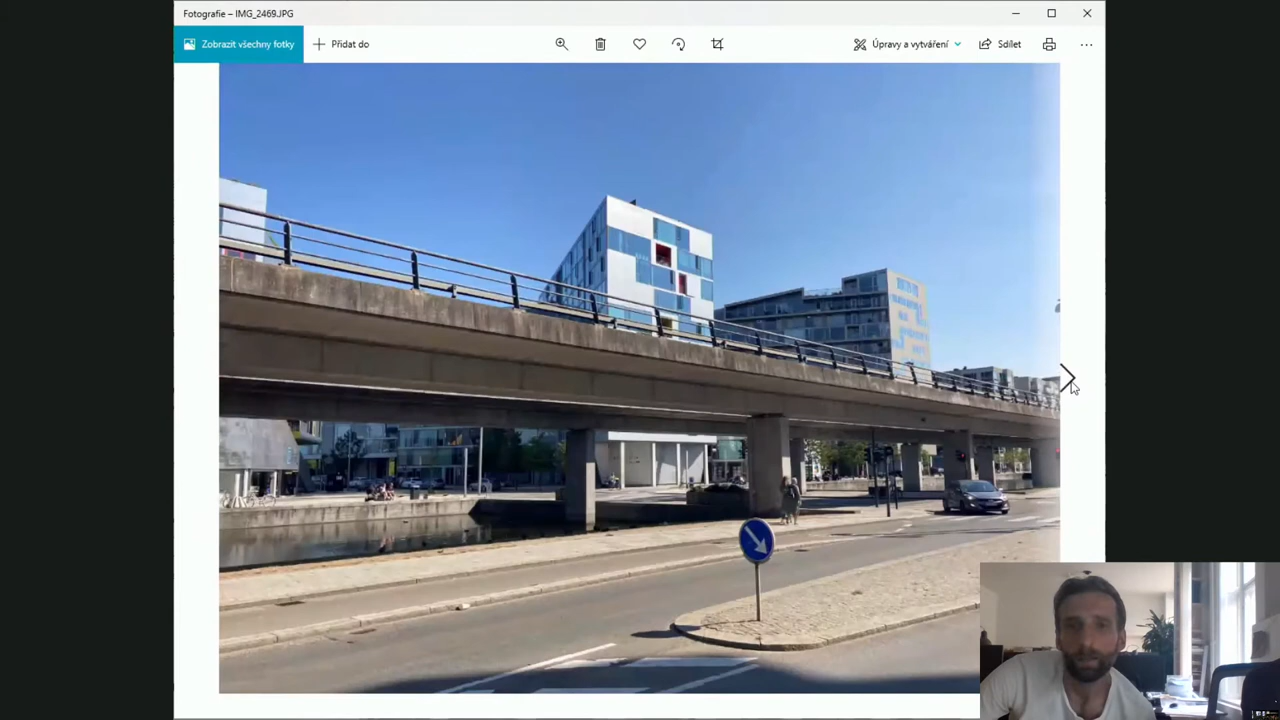 Fotografie – IMG_2469.JPG
Zobrazit všechny fotky
Přidat do
Úpravy a vytváření
Sdílet